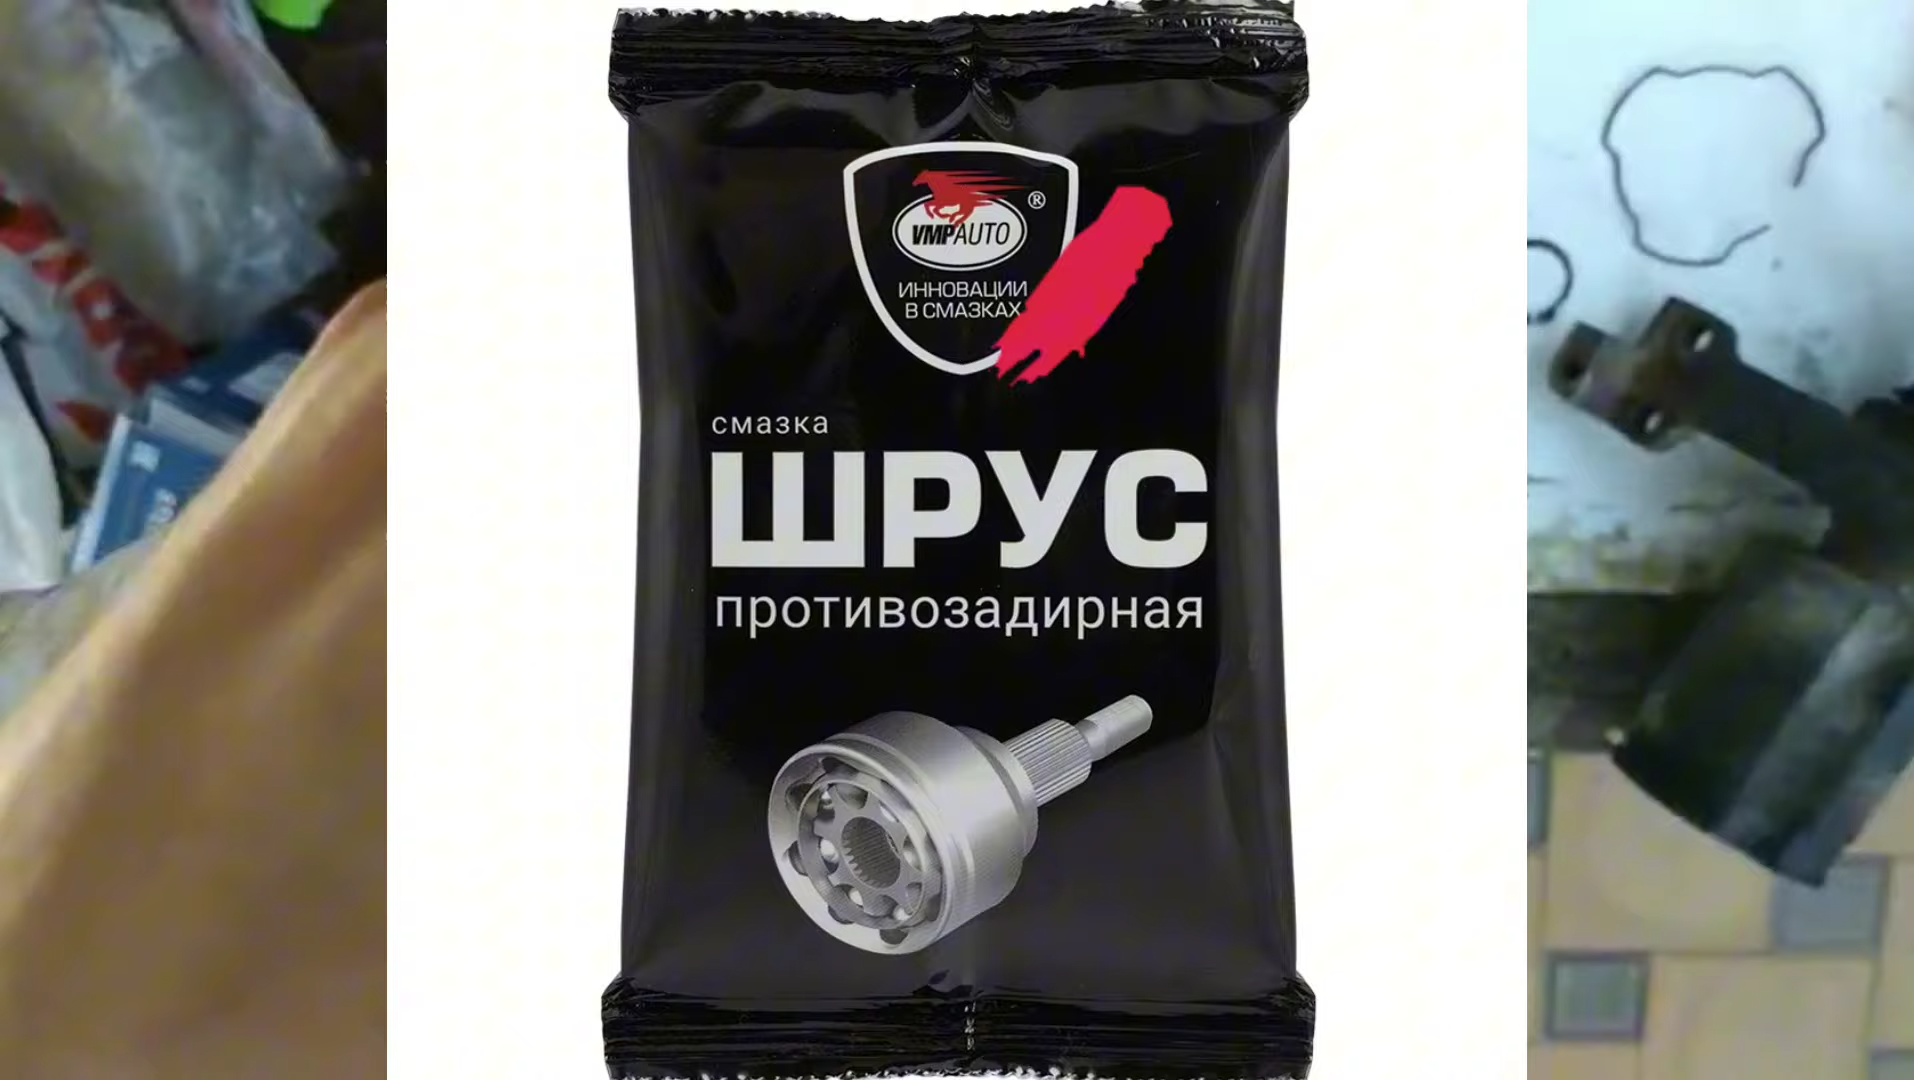 VMPAUTO ®
ИННОВАЦИИ
В СМАЗКАХ
смазка
ШРУС
противозадирная